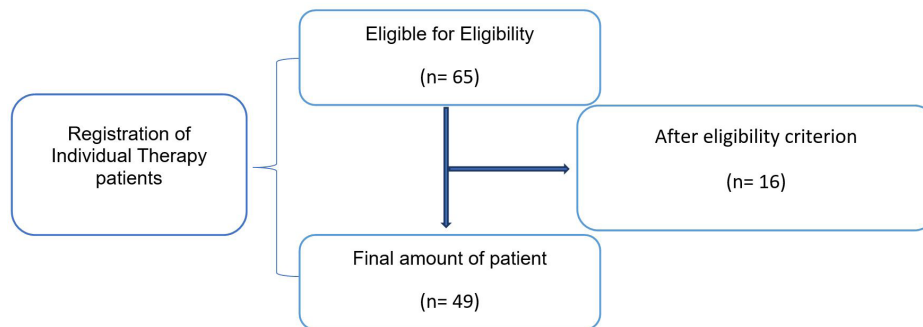 Eligible for Eligibility
(n= 65)
Registration of
Individual Therapy
patients
After eligibility criterion
(n= 16)
Final amount of patient
(n= 49)